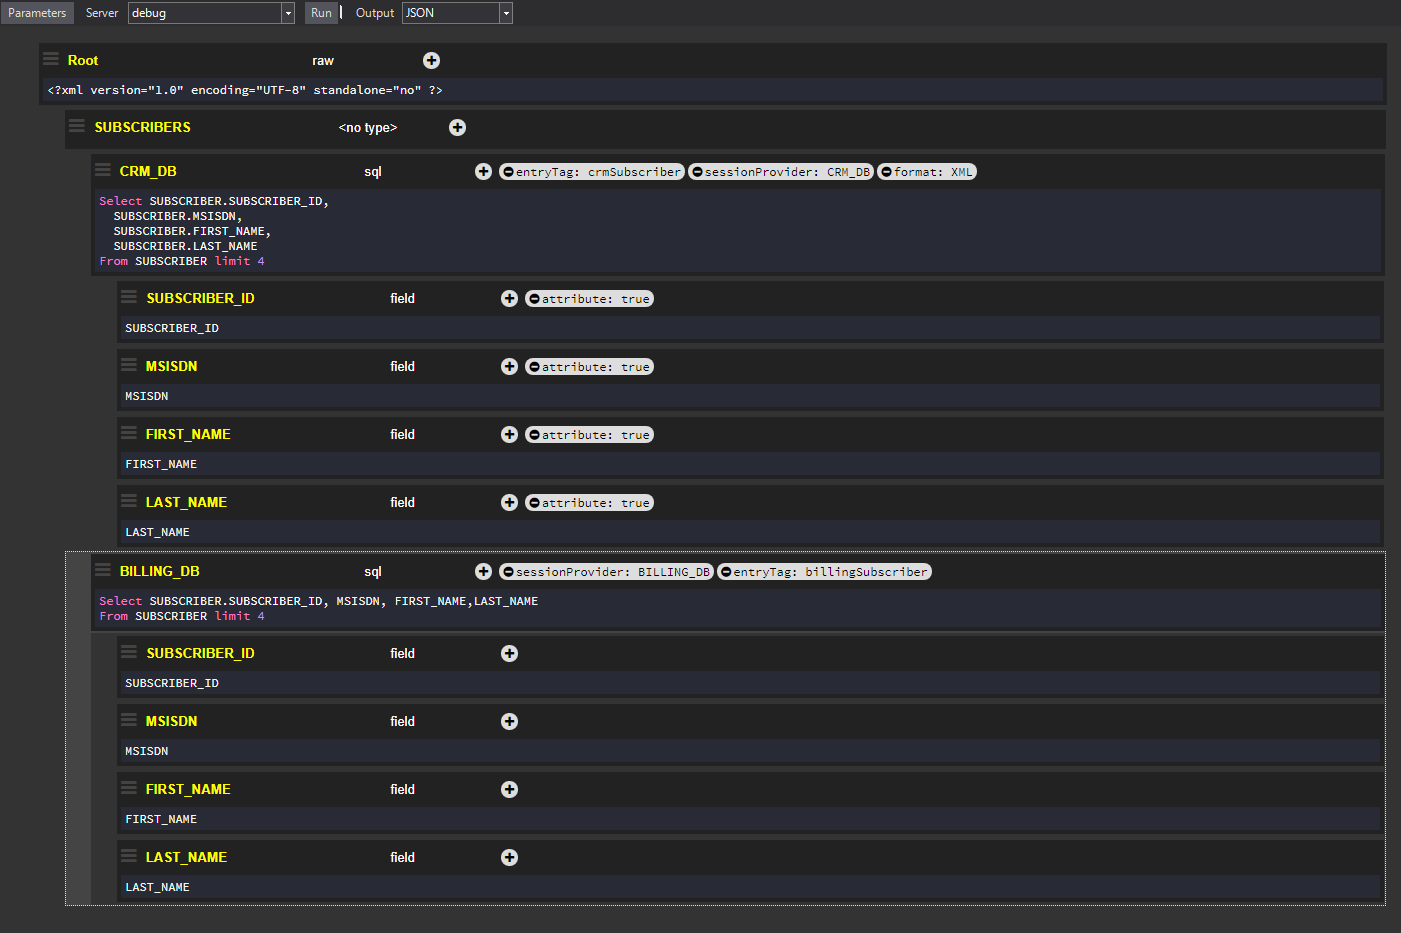 Parameters Server debug Run Output JSON
Root raw
<?xml version="1.0" encoding="UTF-8" standalone="no" ?>
SUBSCRIBERS <no type>
CRM_DB sql entryTag: crmSubscriber sessionProvider: CRM_DB format: XML
Select SUBSCRIBER.SUBSCRIBER_ID,
SUBSCRIBER.MSISDN,
SUBSCRIBER.FIRST_NAME,
SUBSCRIBER.LAST_NAME
From SUBSCRIBER limit 4
SUBSCRIBER_ID field attribute: true
SUBSCRIBER_ID
MSISDN field attribute: true
MSISDN
FIRST_NAME field attribute: true
FIRST_NAME
LAST_NAME field attribute: true
LAST_NAME
BILLING_DB sql sessionProvider: BILLING_DB entryTag: billingSubscriber
Select SUBSCRIBER.SUBSCRIBER_ID, MSISDN, FIRST_NAME,LAST_NAME
From SUBSCRIBER limit 4
SUBSCRIBER_ID field
SUBSCRIBER_ID
MSISDN field
MSISDN
FIRST_NAME field
FIRST_NAME
LAST_NAME field
LAST_NAME